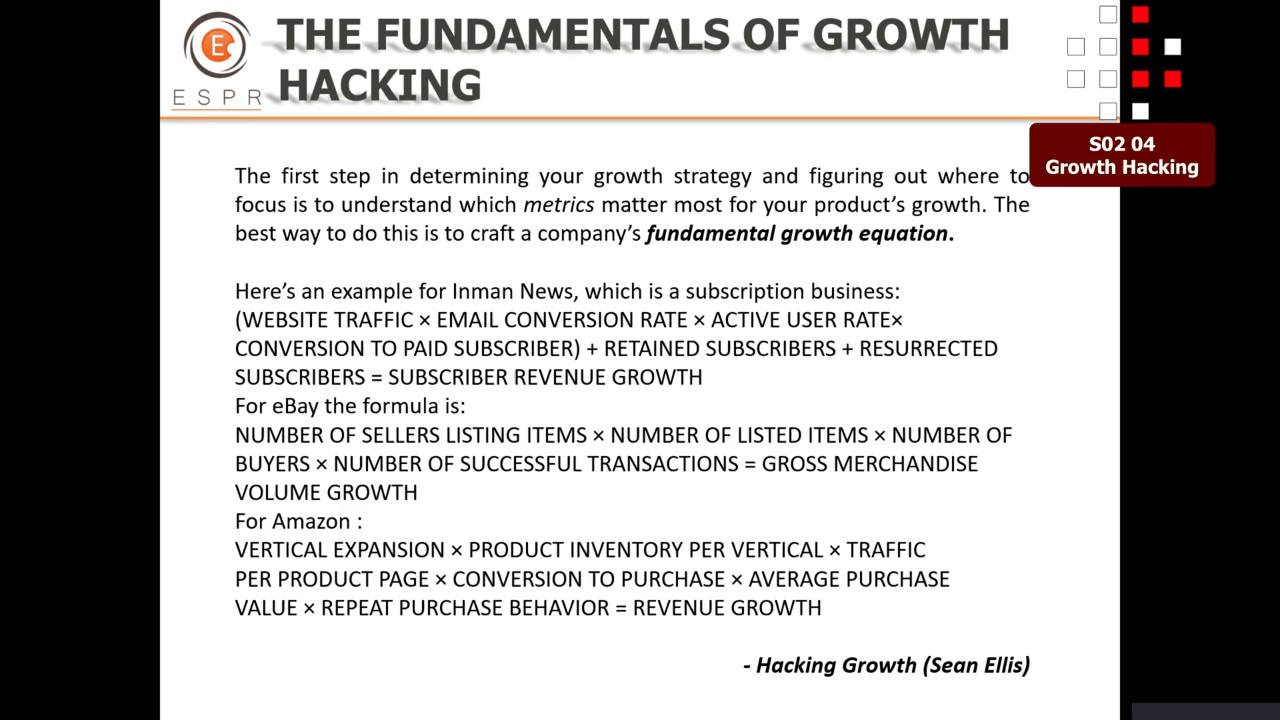 THE FUNDAMENTALS OF GROWTH
HACKING
E
ESPR
S02 04
Growth Hacking
The first step in determining your growth strategy and figuring out where to
focus is to understand which metrics matter most for your product’s growth. The
best way to do this is to craft a company’s fundamental growth equation.
Here’s an example for Inman News, which is a subscription business:
(WEBSITE TRAFFIC × EMAIL CONVERSION RATE × ACTIVE USER RATE×
CONVERSION TO PAID SUBSCRIBER) + RETAINED SUBSCRIBERS + RESURRECTED
SUBSCRIBERS = SUBSCRIBER REVENUE GROWTH
For eBay the formula is:
NUMBER OF SELLERS LISTING ITEMS × NUMBER OF LISTED ITEMS × NUMBER OF
BUYERS × NUMBER OF SUCCESSFUL TRANSACTIONS = GROSS MERCHANDISE
VOLUME GROWTH
For Amazon :
VERTICAL EXPANSION × PRODUCT INVENTORY PER VERTICAL × TRAFFIC
PER PRODUCT PAGE × CONVERSION TO PURCHASE × AVERAGE PURCHASE
VALUE × REPEAT PURCHASE BEHAVIOR = REVENUE GROWTH
- Hacking Growth (Sean Ellis)